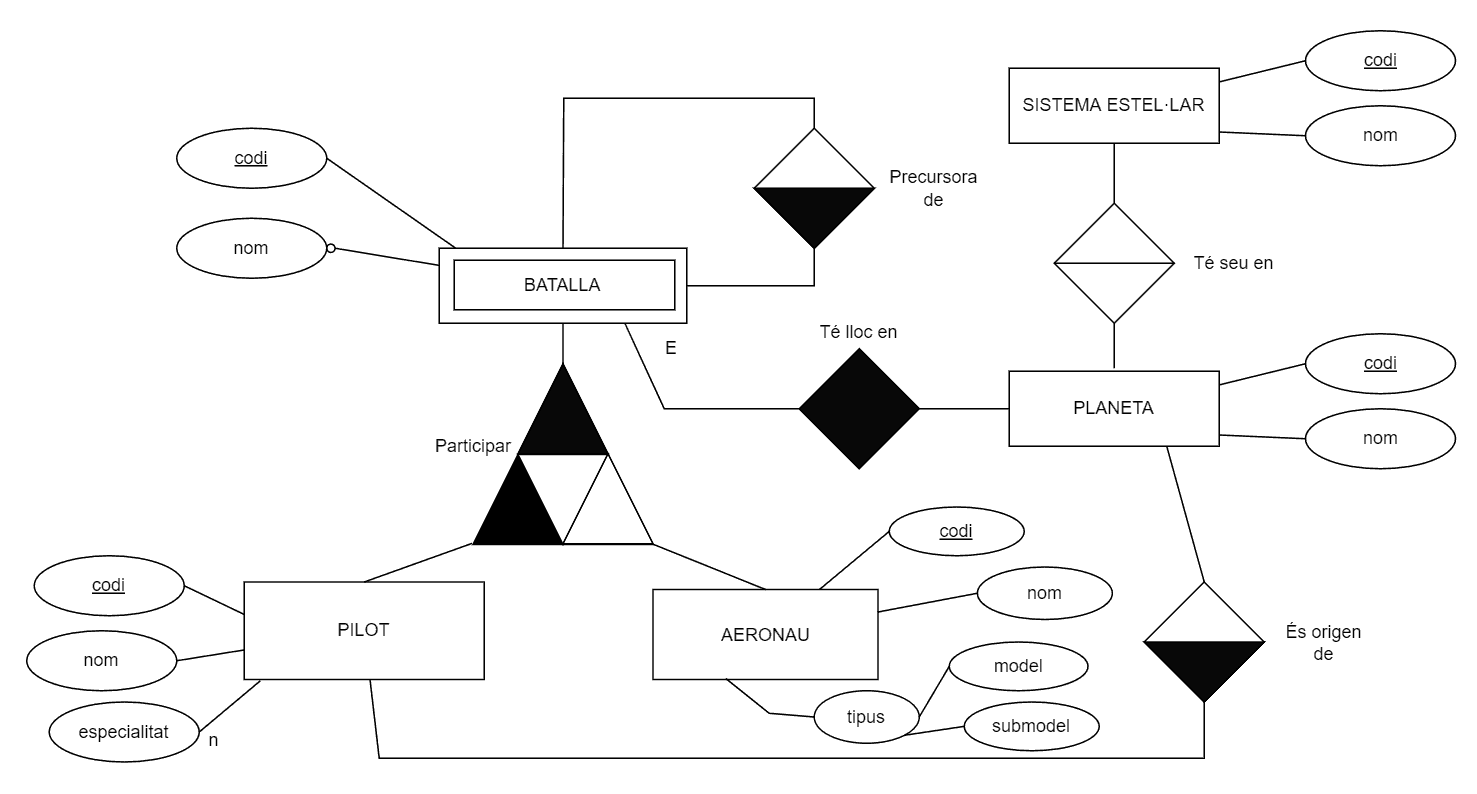 codi
SISTEMA ESTEL·LAR
nom
codi
Precursora
de
nom
BATALLA
Té seu en
Té lloc en
E
codi
PLANETA
nom
Participar
codi
codi
nom
PILOT
AERONAU
És origen
de
nom
model
tipus
submodel
especialitat
n